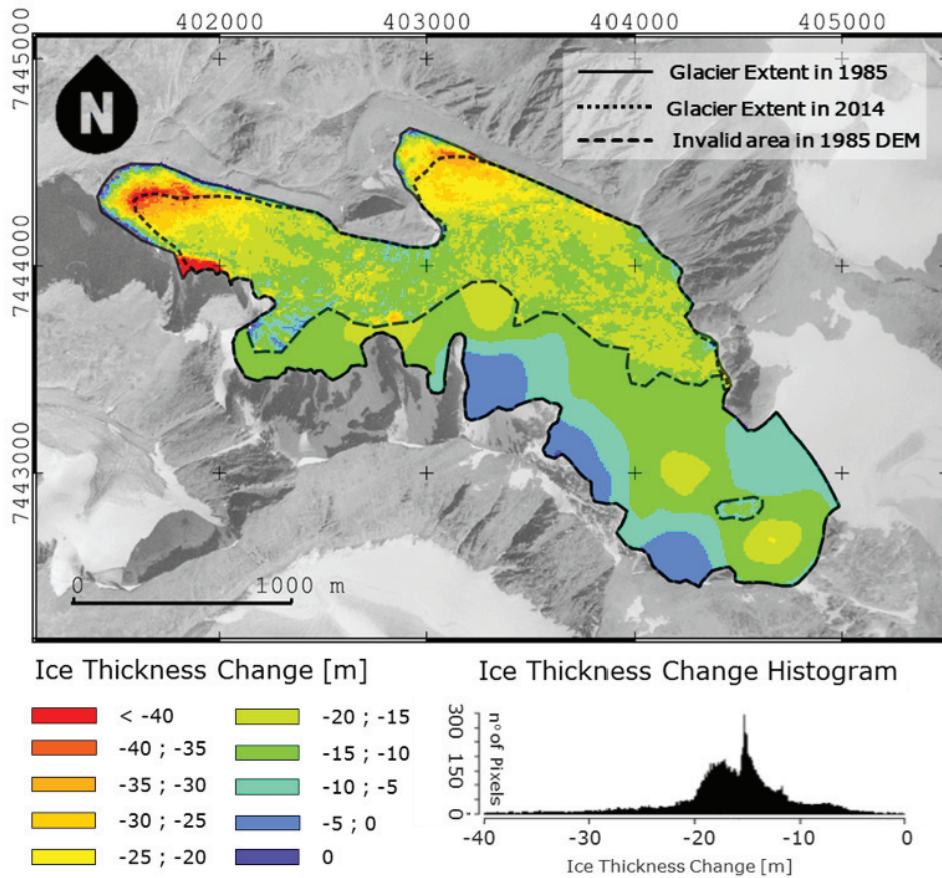 402000 403000 404000 405000
7445000
7444000
7443000
N
Glacier Extent in 1985
Glacier Extent in 2014
Invalid area in 1985 DEM
0 1000 m
Ice Thickness Change [m]
< -40
-40 ; -35
-35 ; -30
-30 ; -25
-25 ; -20
-20 ; -15
-15 ; -10
-10 ; -5
-5 ; 0
0
Ice Thickness Change Histogram
n° of Pixels
300
150
0
-40 -30 -20 -10 0
Ice Thickness Change [m]